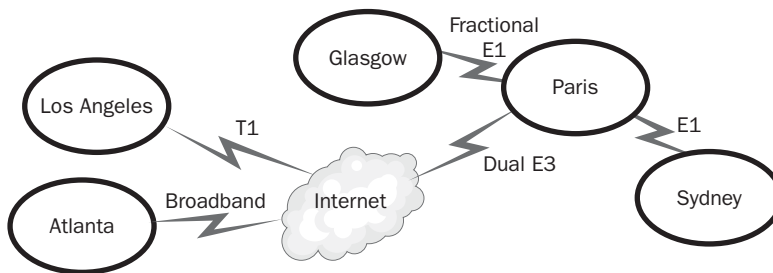 Fractional
E1
Glasgow
Paris
Los Angeles
T1
E1
Dual E3
Broadband
Internet
Atlanta
Sydney